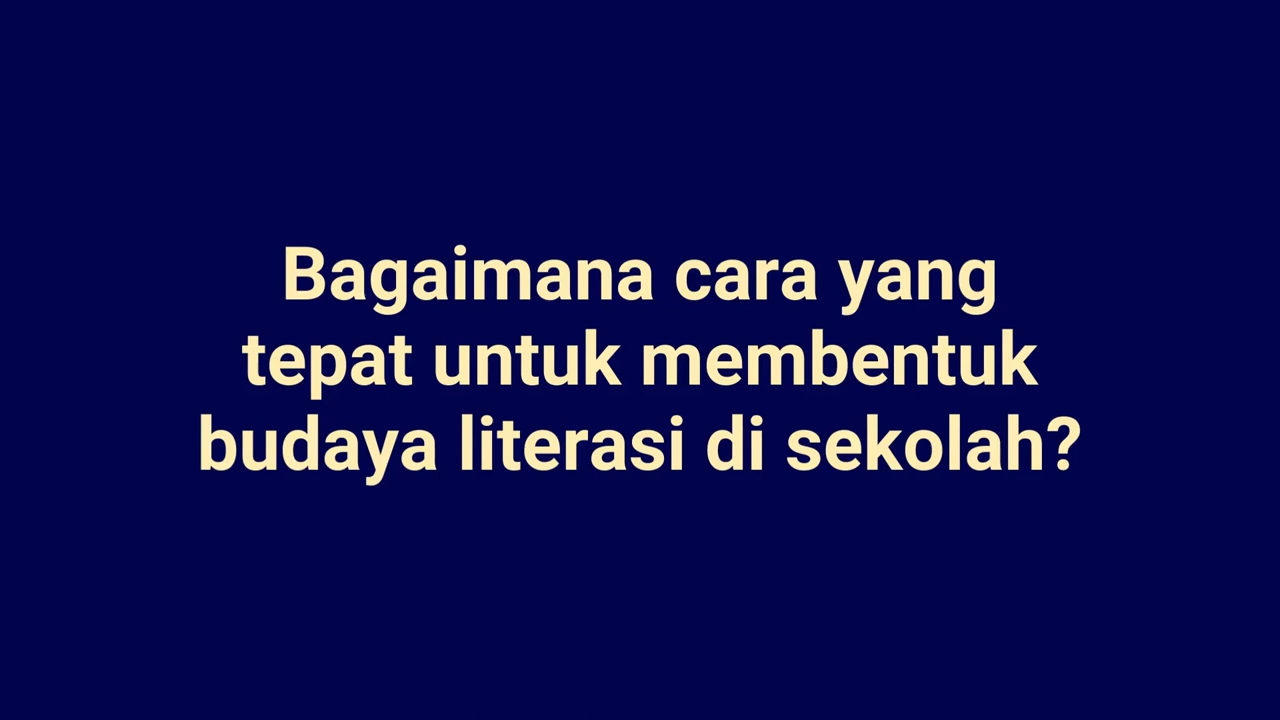 Bagaimana cara yang
tepat untuk membentuk
budaya literasi di sekolah?